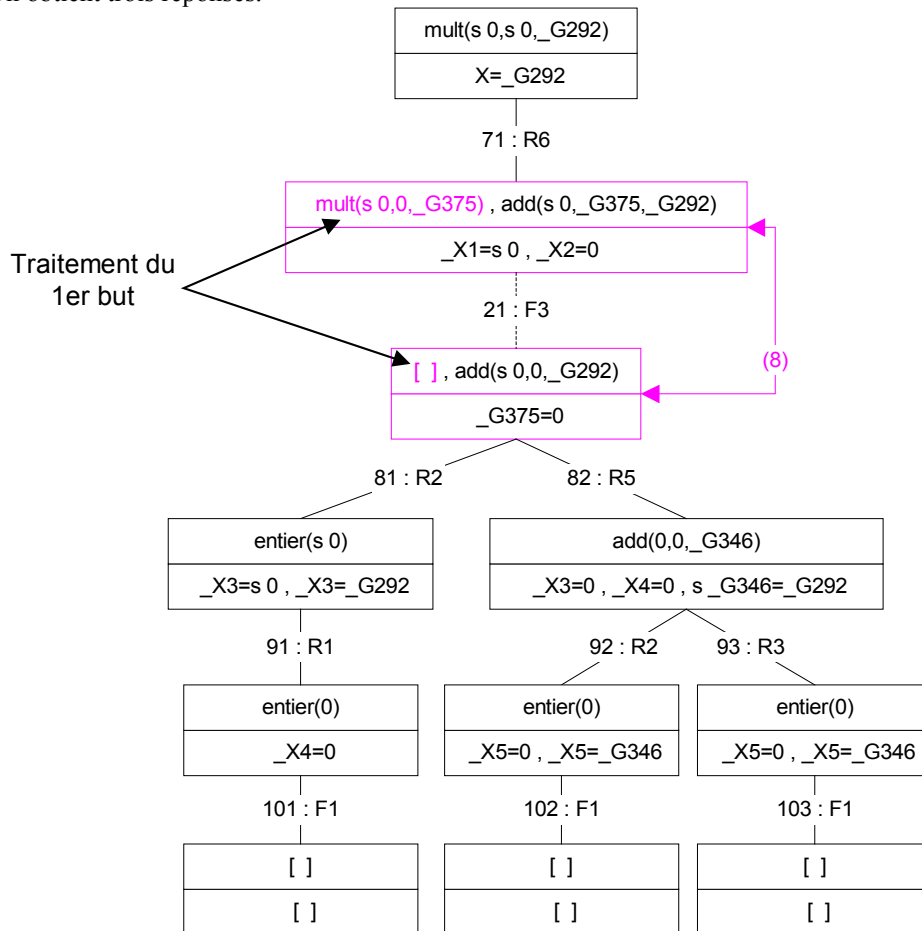 obtient trois réponses.
mult(s 0,s 0,_G292)
X=_G292
71 : R6
mult(s 0,0,_G375) , add(s 0,_G375,_G292)
_X1=s 0 , _X2=0
Traitement du
1er but
21 : F3
(8)
[ ] , add(s 0,0,_G292)
_G375=0
81 : R2
82 : R5
entier(s 0)
add(0,0,_G346)
_X3=s 0 , _X3=_G292
_X3=0 , _X4=0 , s _G346=_G292
91 : R1
92 : R2
93 : R3
entier(0)
entier(0)
entier(0)
_X4=0
_X5=0 , _X5=_G346
_X5=0 , _X5=_G346
101 : F1
102 : F1
103 : F1
[ ]
[ ]
[ ]
[ ]
[ ]
[ ]